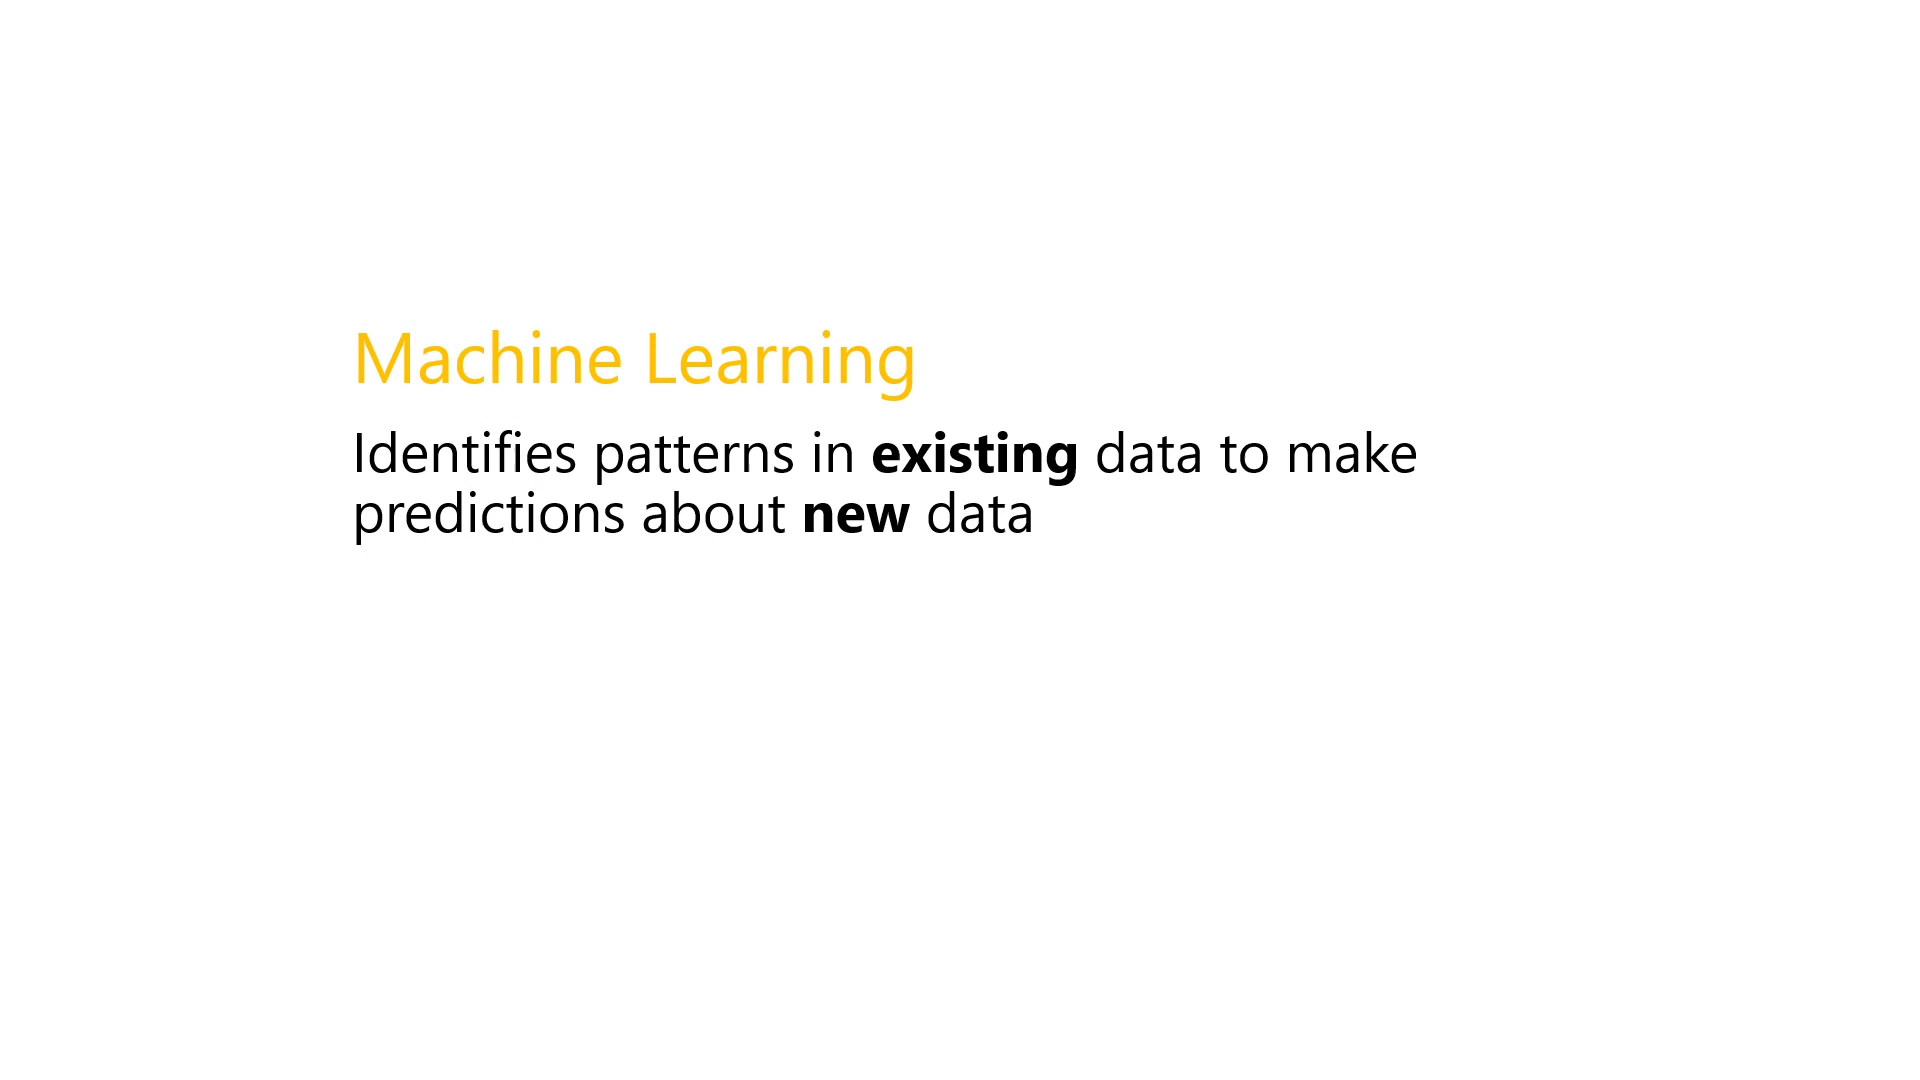 Machine Learning
Identifies patterns in existing data to make
predictions about new data